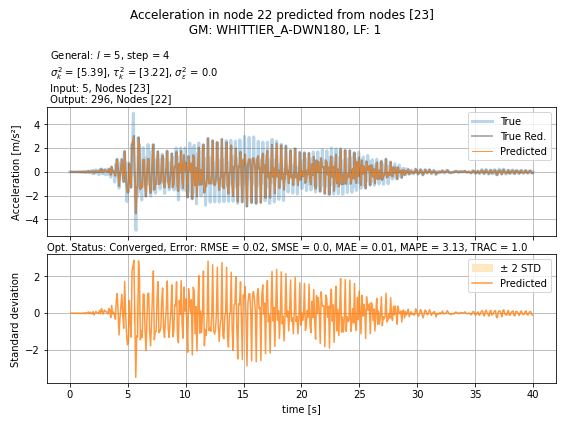 Acceleration in node 22 predicted from nodes [23]
GM: WHITTIER_A-DWN180, LF: 1
General: l = 5, step = 4
σ²ₖ = [5.39], τ²ₖ = [3.22], σ²ε = 0.0
Input: 5, Nodes [23]
Output: 296, Nodes [22]
Acceleration [m/s²]
4
2
0
−2
−4
True
True Red.
Predicted
Opt. Status: Converged, Error: RMSE = 0.02, SMSE = 0.0, MAE = 0.01, MAPE = 3.13, TRAC = 1.0
Standard deviation
2
0
−2
± 2 STD
Predicted
0 5 10 15 20 25 30 35 40
time [s]